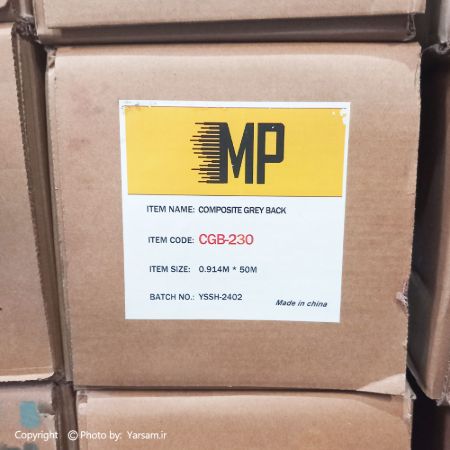 MP
ITEM NAME: COMPOSITE GREY BACK
ITEM CODE: CGB-230
ITEM SIZE: 0.914M * 50M
BATCH NO.: YSSH-2402
Made in china
Copyright © Photo by: Yarsam.ir